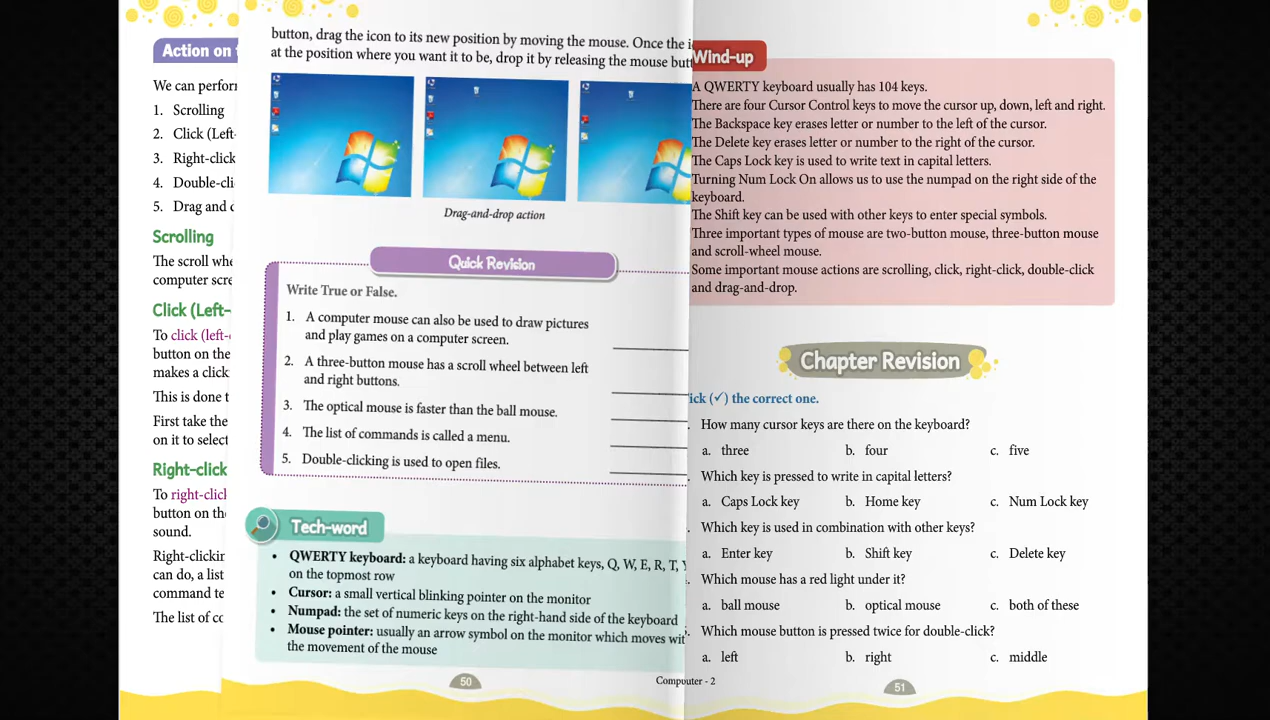 Action on
We can perform
1. Scrolling
2. Click (Left-
3. Right-click
4. Double-cli
5. Drag and d
Scrolling
The scroll whe
computer scre
Click (Left-
To click (left-c
button on the
makes a click
This is done t
First take the
on it to select
Right-click
To right-click
button on the
sound.
Right-clickin
can do, a list
command te
The list of co
button, drag the icon to its new position by moving the mouse. Once the i
at the position where you want it to be, drop it by releasing the mouse butt
Drag-and-drop action
Quick Revision
Write True or False.
1. A computer mouse can also be used to draw pictures
and play games on a computer screen.
2. A three-button mouse has a scroll wheel between left
and right buttons.
3. The optical mouse is faster than the ball mouse.
4. The list of commands is called a menu.
5. Double-clicking is used to open files.
Tech-word
• QWERTY keyboard: a keyboard having six alphabet keys, Q, W, E, R, T, Y
on the topmost row
• Cursor: a small vertical blinking pointer on the monitor
• Numpad: the set of numeric keys on the right-hand side of the keyboard
• Mouse pointer: usually an arrow symbol on the monitor which moves wit
the movement of the mouse
50
Computer - 2
Wind-up
A QWERTY keyboard usually has 104 keys.
There are four Cursor Control keys to move the cursor up, down, left and right.
The Backspace key erases letter or number to the left of the cursor.
The Delete key erases letter or number to the right of the cursor.
The Caps Lock key is used to write text in capital letters.
Turning Num Lock On allows us to use the numpad on the right side of the
keyboard.
The Shift key can be used with other keys to enter special symbols.
Three important types of mouse are two-button mouse, three-button mouse
and scroll-wheel mouse.
Some important mouse actions are scrolling, click, right-click, double-click
and drag-and-drop.
Chapter Revision
ick (✓) the correct one.
How many cursor keys are there on the keyboard?
a. three b. four c. five
Which key is pressed to write in capital letters?
a. Caps Lock key b. Home key c. Num Lock key
Which key is used in combination with other keys?
a. Enter key b. Shift key c. Delete key
Which mouse has a red light under it?
a. ball mouse b. optical mouse c. both of these
Which mouse button is pressed twice for double-click?
a. left b. right c. middle
51